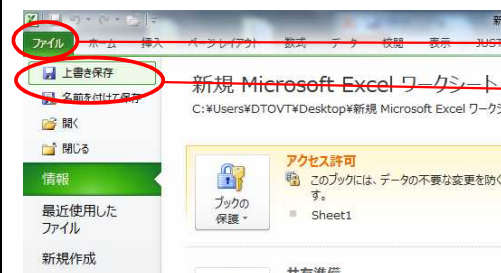 新
ファイル ホーム 挿入 ページレイアウト 数式 データ 校閲 表示 JUST
上書き保存
名前を付けて保存
開く
閉じる
情報
最近使用した
ファイル
新規作成
新規 Microsoft Excel ワークシート
C:¥Users¥DTOVT¥Desktop¥新規 Microsoft Excel ワークシ
ブックの
保護
アクセス許可
このブックには、データの不要な変更を防ぐ
す。
Sheet1
共有準備